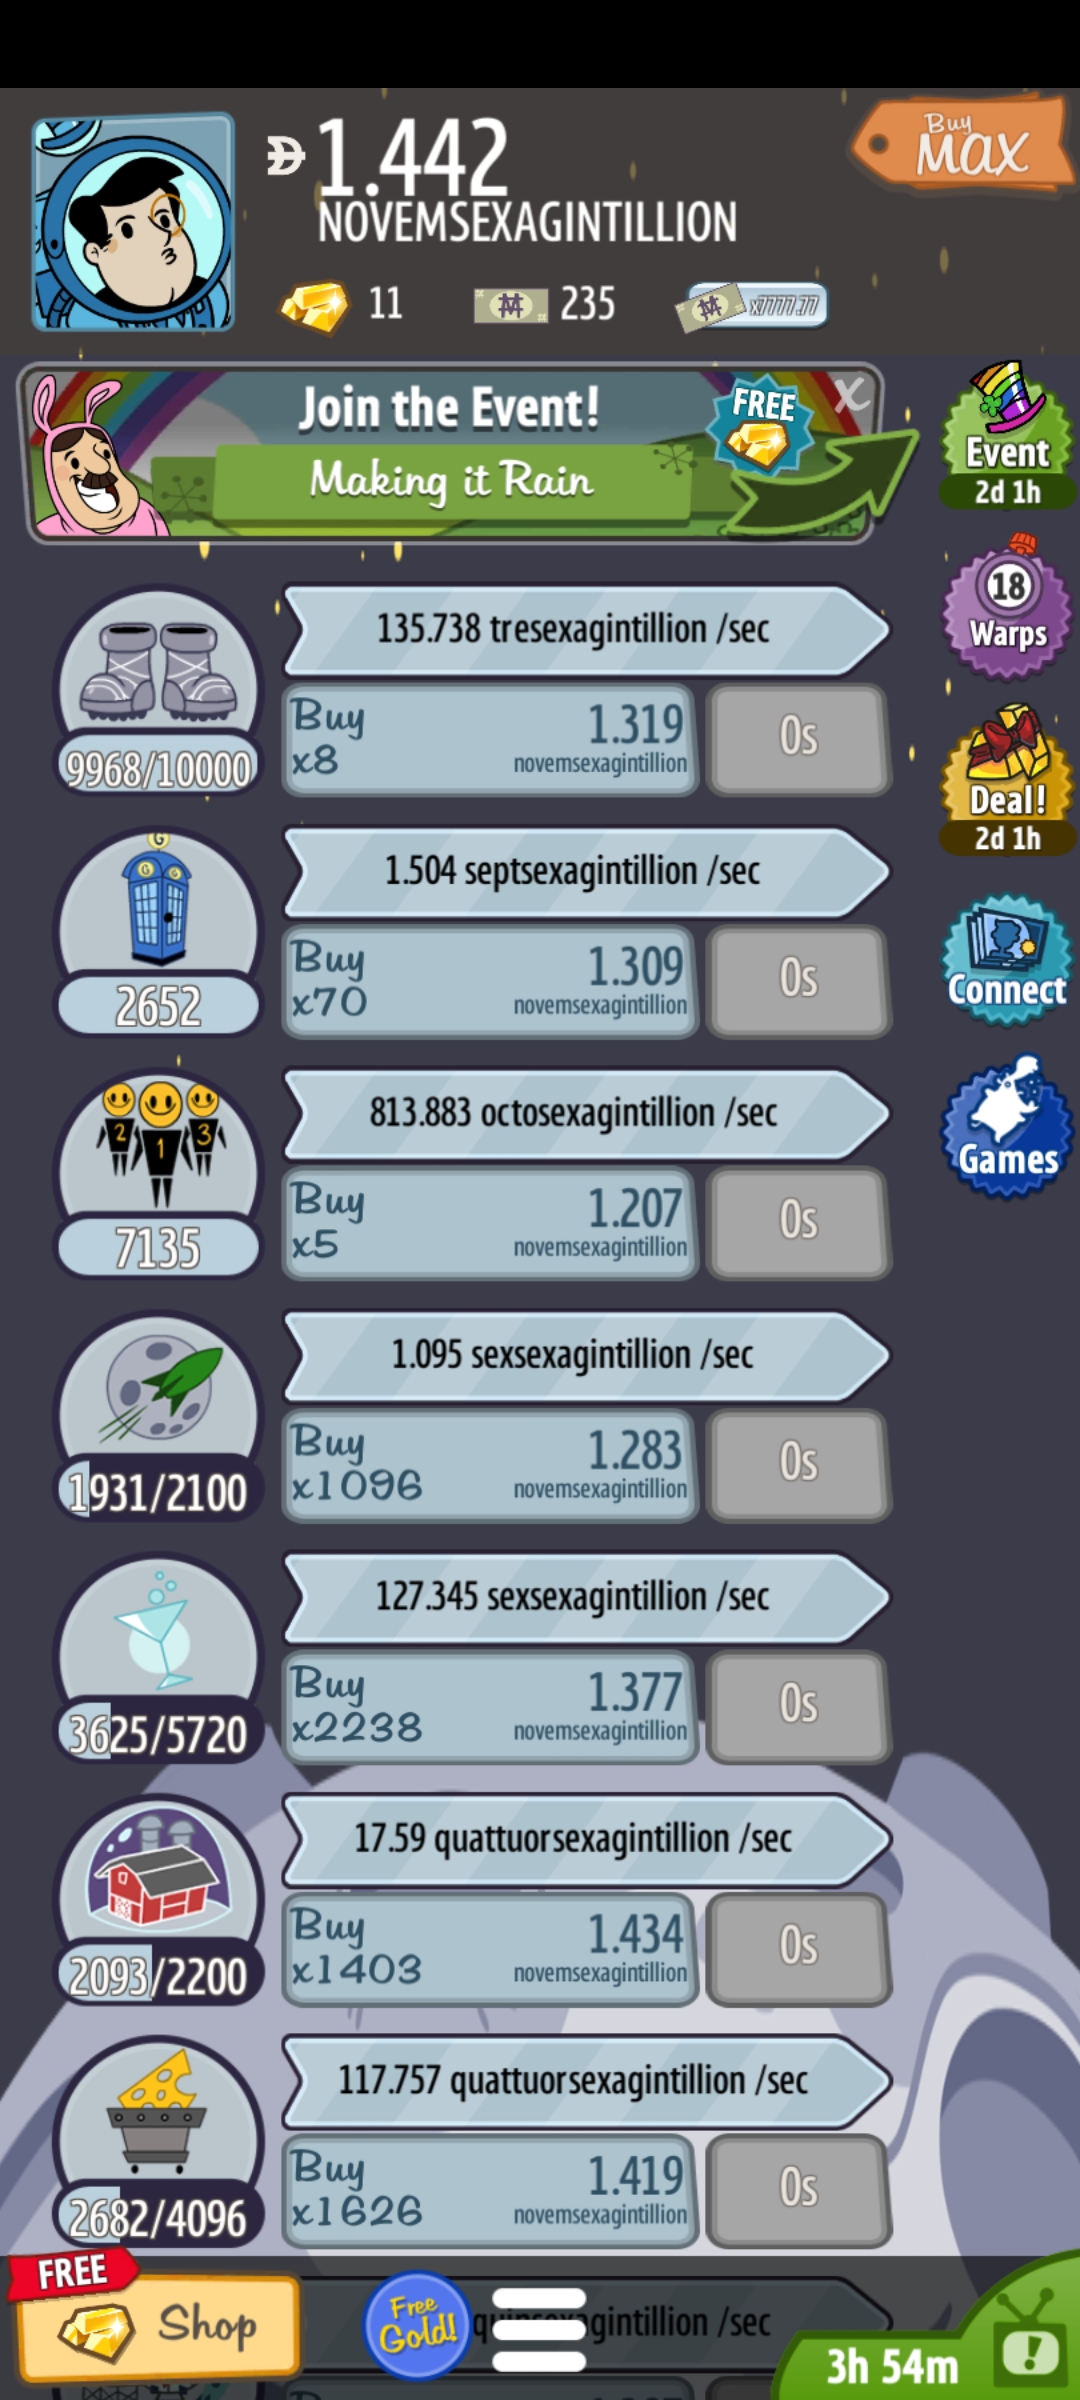 1.442
NOVEMSEXAGINTILLION
Buy
MAX
11
235
x7777.77
Join the Event!
Making it Rain
FREE
X
Event
2d 1h
135.738 tresexagintillion /sec
Buy
x8
1.319
novemsexagintillion
0s
9968/10000
18
Warps
Deal!
2d 1h
G
G G
1.504 septsexagintillion /sec
Buy
x70
1.309
novemsexagintillion
0s
2652
Connect
2 1 3
813.883 octosexagintillion /sec
Buy
x5
1.207
novemsexagintillion
0s
7135
Games
1.095 sexsexagintillion /sec
Buy
x1096
1.283
novemsexagintillion
0s
1931/2100
127.345 sexsexagintillion /sec
Buy
x2238
1.377
novemsexagintillion
0s
3625/5720
17.59 quattuorsexagintillion /sec
Buy
x1403
1.434
novemsexagintillion
0s
2093/2200
117.757 quattuorsexagintillion /sec
Buy
x1626
1.419
novemsexagintillion
0s
2682/4096
FREE
Shop
Free
Gold!
/sec
3h 54m
!